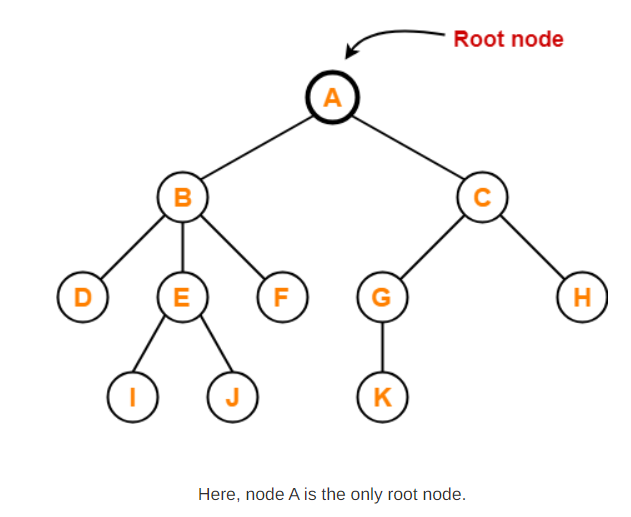 Root node
A
B
C
D
E
F
G
H
I
J
K
Here, node A is the only root node.